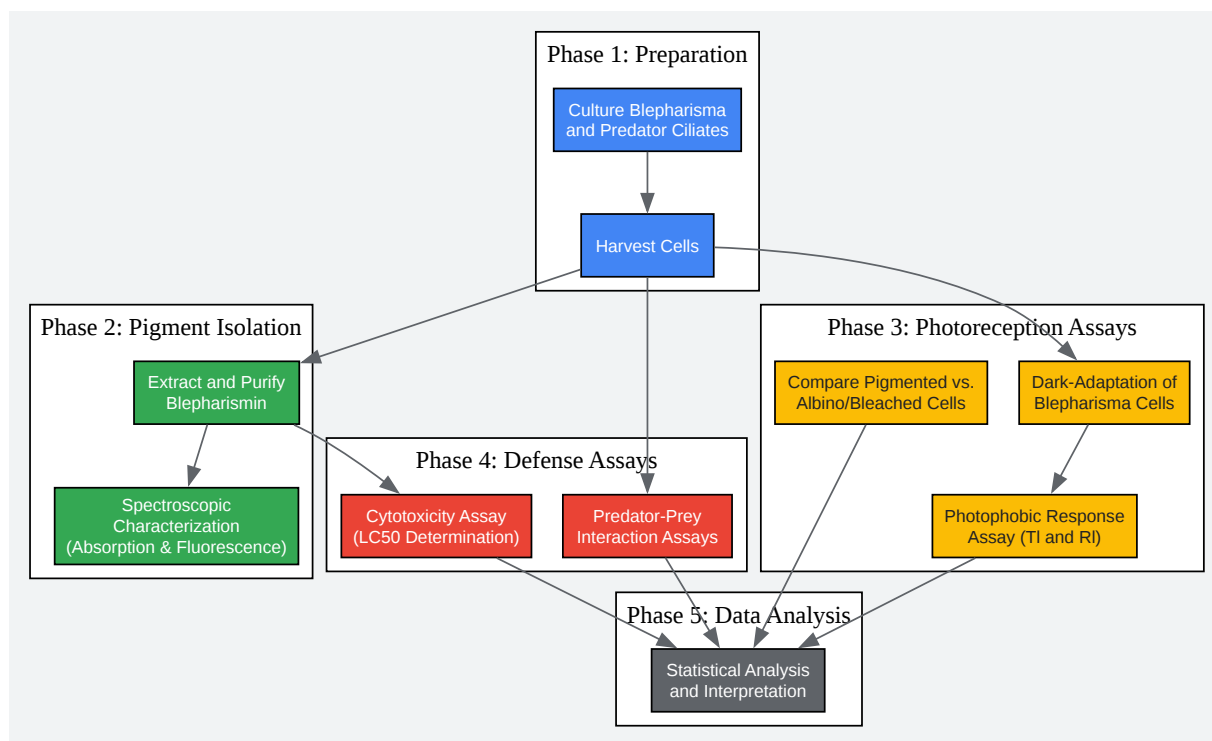 Phase 1: Preparation
Culture Blepharisma
and Predator Ciliates
Harvest Cells
Phase 2: Pigment Isolation
Extract and Purify
Blepharismin
Spectroscopic
Characterization
(Absorption & Fluorescence)
Phase 3: Photoreception Assays
Compare Pigmented vs.
Albino/Bleached Cells
Dark-Adaptation of
Blepharisma Cells
Photophobic Response
Assay (Tl and Rl)
Phase 4: Defense Assays
Cytotoxicity Assay
(LC50 Determination)
Predator-Prey
Interaction Assays
Phase 5: Data Analysis
Statistical Analysis
and Interpretation